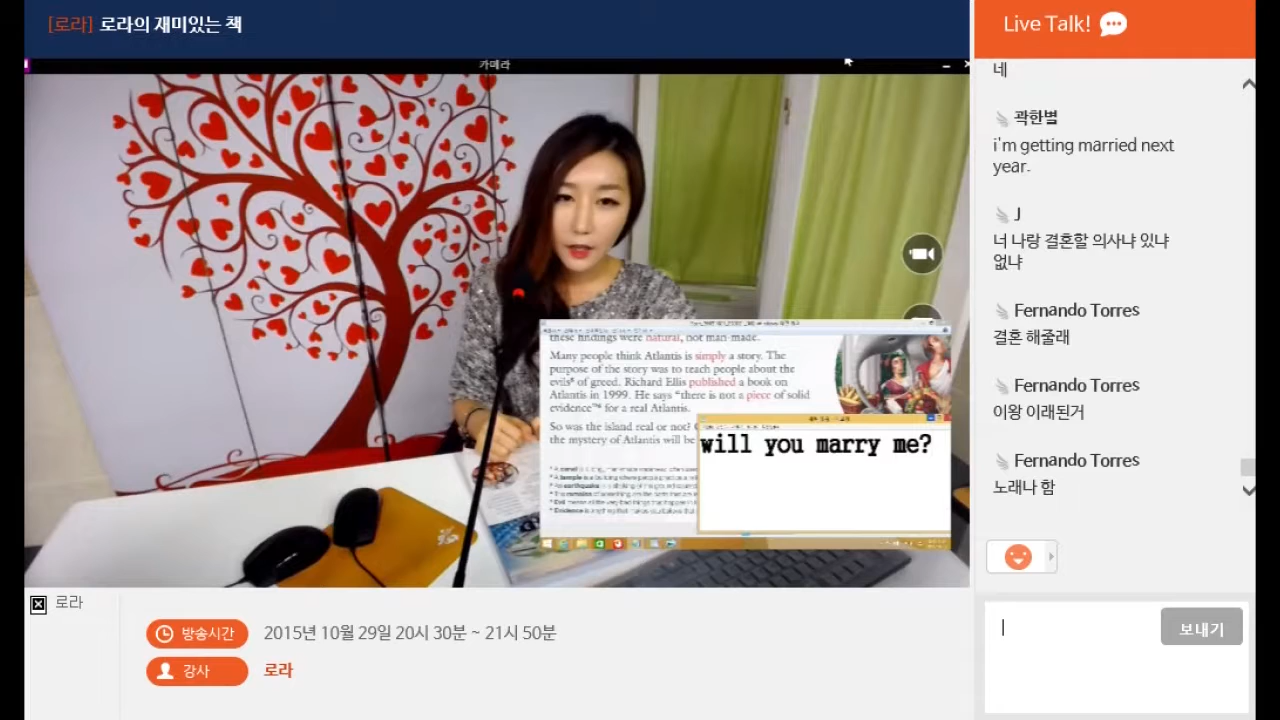 [로라] 로라의 재미있는 책
Live Talk!
카메라
네
곽한별
i'm getting married next
year.
J
너 나랑 결혼할 의사냐 있냐
없냐
Fernando Torres
결혼 해줄래
Fernando Torres
이왕 이래된거
Fernando Torres
노래나 함
these findings were natural, not man-made.
Many people think Atlantis is simply a story. The
purpose of the story was to teach people about the
evils of greed. Richard Ellis published a book on
Atlantis in 1999. He says "there is not a piece of solid
evidence" for a real Atlantis.
So was the island real or not?
the mystery of Atlantis will be
will you marry me?
로라
방송시간 2015년 10월 29일 20시 30분 ~ 21시 50분
강사 로라
보내기